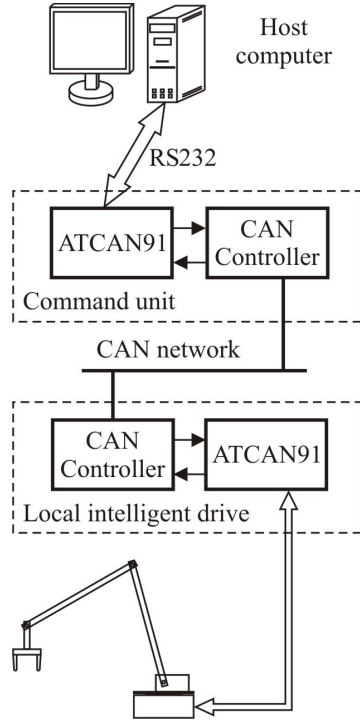 Host
computer
RS232
ATCAN91
CAN
Controller
Command unit
CAN network
CAN
Controller
ATCAN91
Local intelligent drive